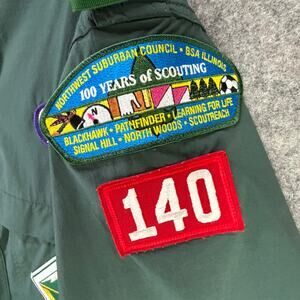 NORTHWEST SUBURBAN COUNCIL • BSA ILLINOIS
100 YEARS of SCOUTING
BLACKHAWK • PATHFINDER • LEARNING FOR LIFE
SIGNAL HILL • NORTH WOODS • SCOUTREACH
140